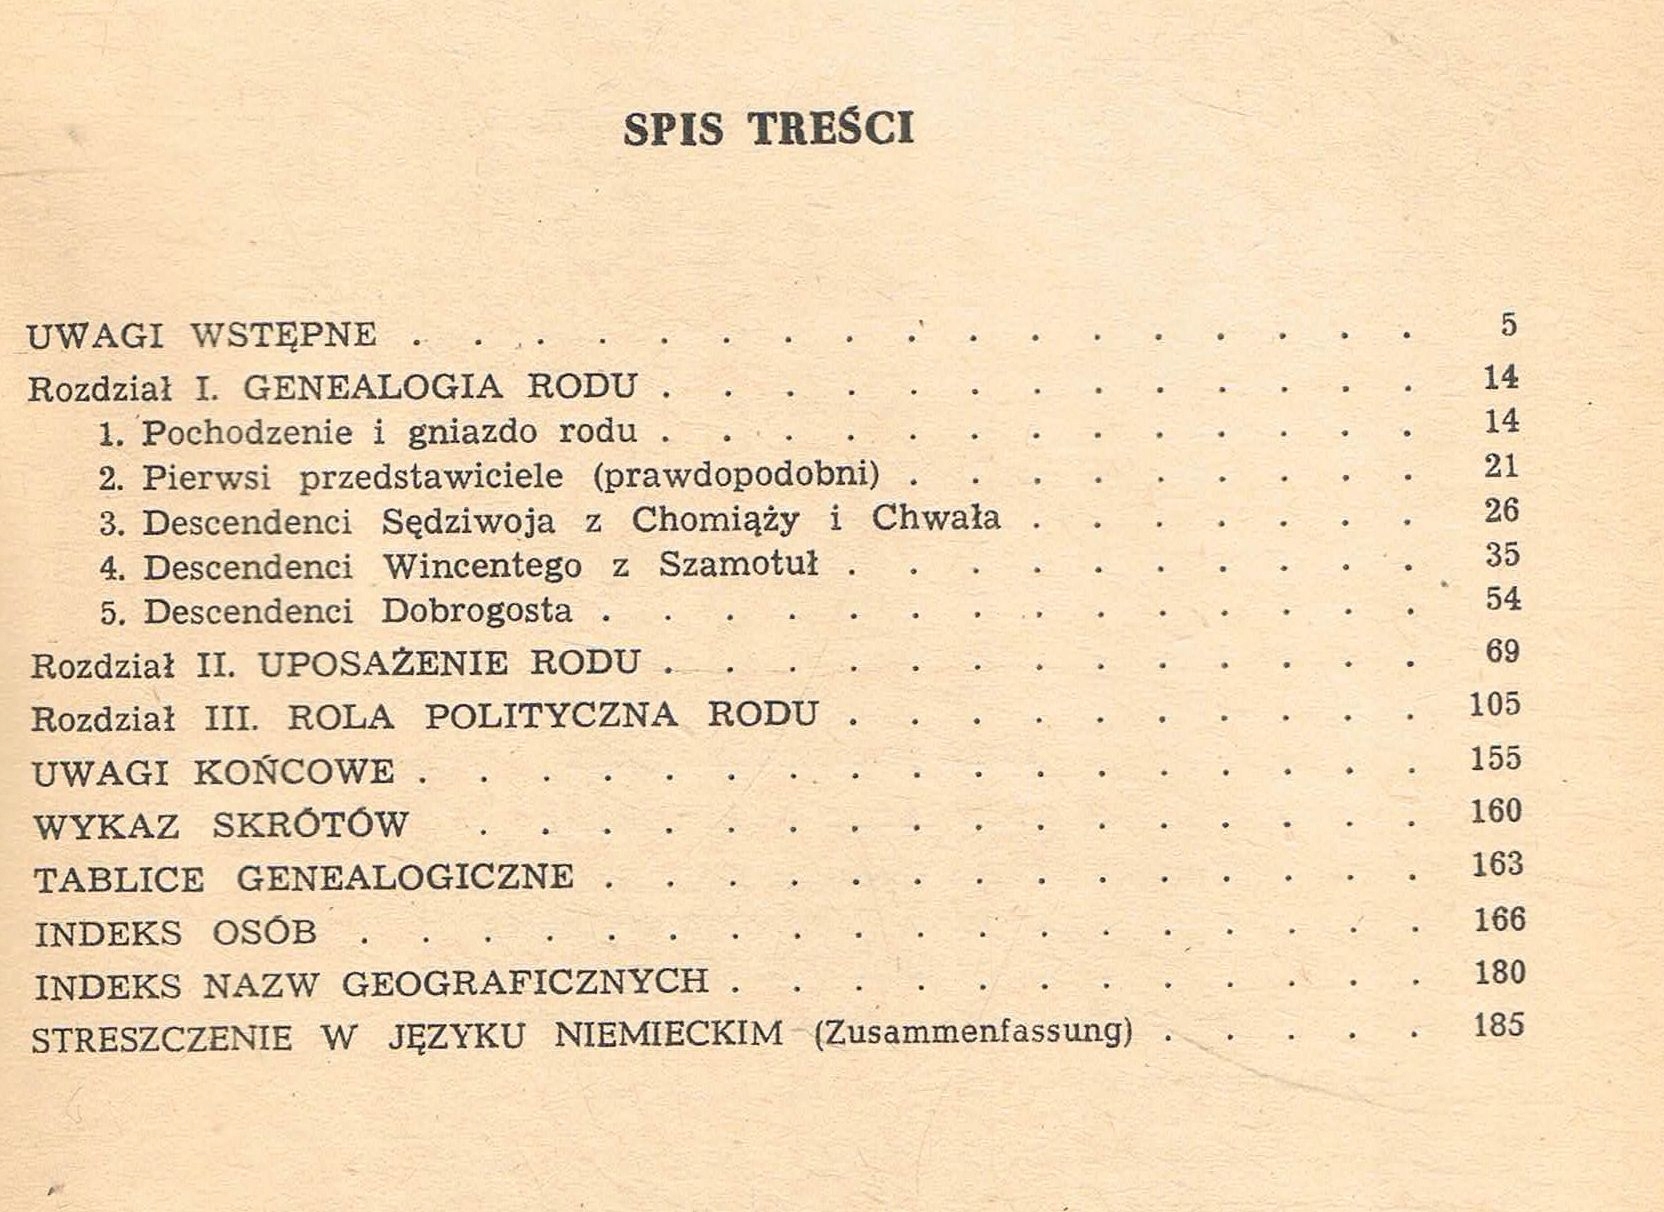 SPIS TREŚCI
UWAGI WSTĘPNE . . . . . . . . . . . . . . . . . 5
Rozdział I. GENEALOGIA RODU . . . . . . . . . . . . . 14
1. Pochodzenie i gniazdo rodu . . . . . . . . . . . . . 14
2. Pierwsi przedstawiciele (prawdopodobni) . . . . . . . . . 21
3. Descendenci Sędziwoja z Chomiąży i Chwała . . . . . . . 26
4. Descendenci Wincentego z Szamotuł . . . . . . . . . . 35
5. Descendenci Dobrogosta . . . . . . . . . . . . . . 54
Rozdział II. UPOSAŻENIE RODU . . . . . . . . . . . . . 69
Rozdział III. ROLA POLITYCZNA RODU . . . . . . . . . . 105
UWAGI KOŃCOWE . . . . . . . . . . . . . . . . . 155
WYKAZ SKRÓTÓW . . . . . . . . . . . . . . . . 160
TABLICE GENEALOGICZNE . . . . . . . . . . . . . . 163
INDEKS OSÓB . . . . . . . . . . . . . . . . . . 166
INDEKS NAZW GEOGRAFICZNYCH . . . . . . . . . . . . 180
STRESZCZENIE W JĘZYKU NIEMIECKIM (Zusammenfassung) . . . . . 185